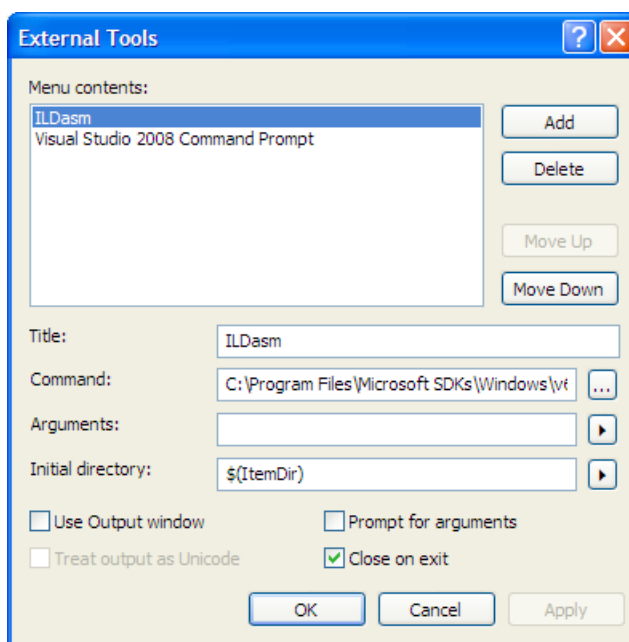 External Tools
Menu contents:
ILDasm
Visual Studio 2008 Command Prompt
Add
Delete
Move Up
Move Down
Title:
ILDasm
Command:
C:\Program Files\Microsoft SDKs\Windows\v6
...
Arguments:
Initial directory:
$(ItemDir)
Use Output window
Prompt for arguments
Treat output as Unicode
Close on exit
OK
Cancel
Apply